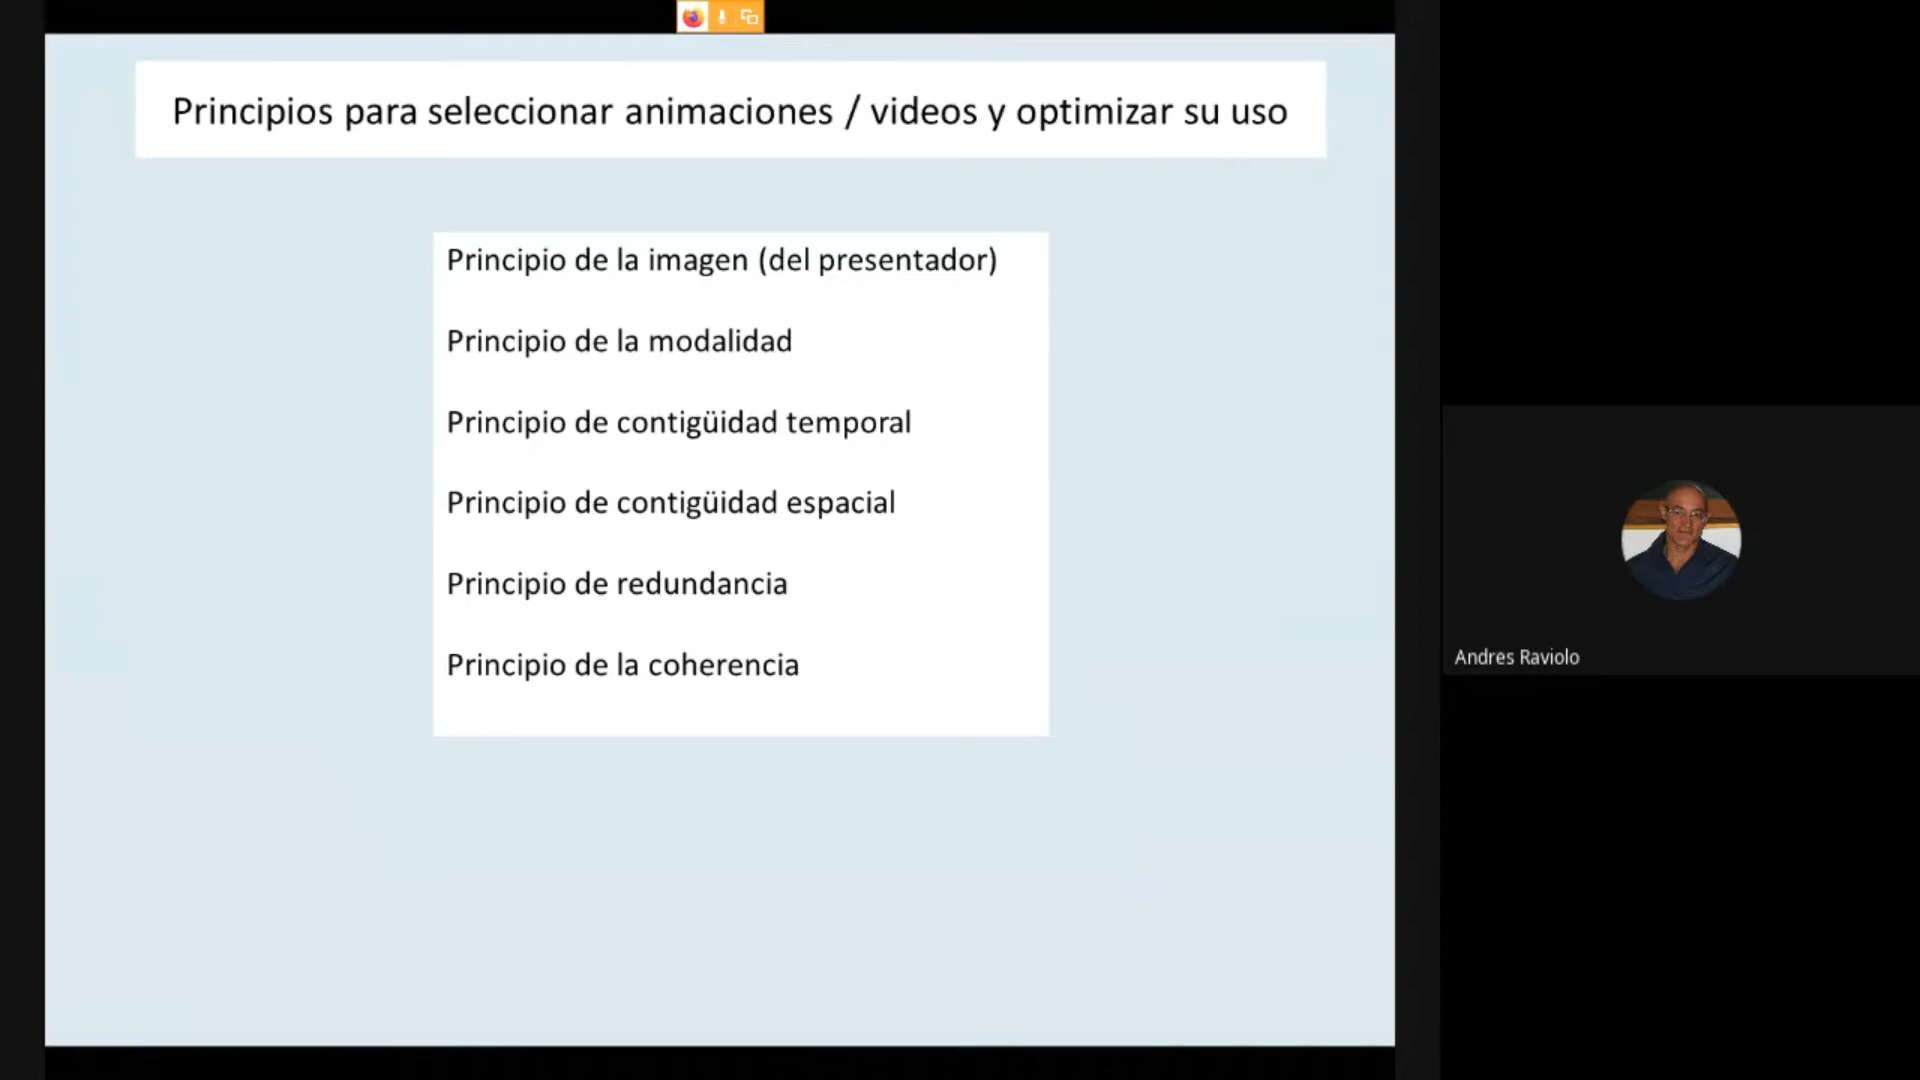 Principios para seleccionar animaciones / videos y optimizar su uso
Principio de la imagen (del presentador)
Principio de la modalidad
Principio de contigüidad temporal
Principio de contigüidad espacial
Principio de redundancia
Principio de la coherencia
Andres Raviolo